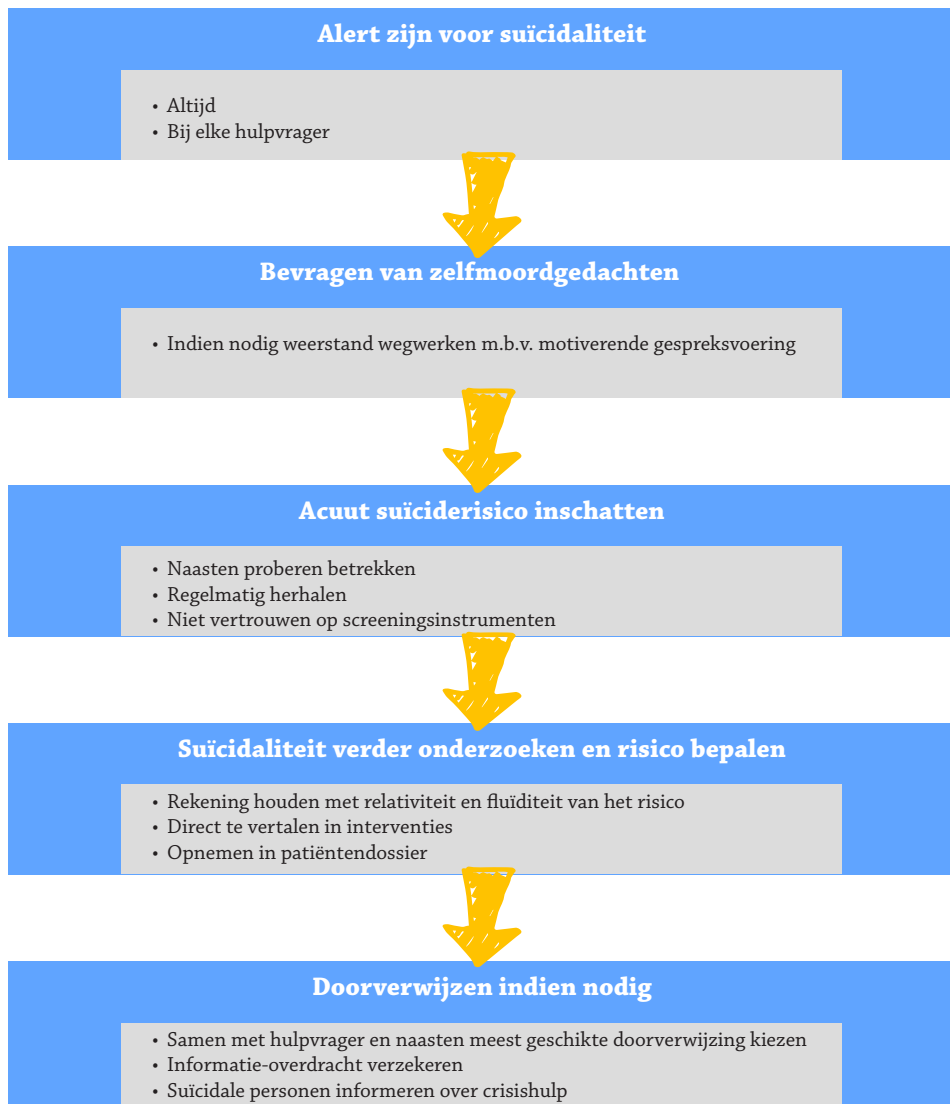 Alert zijn voor suïcidaliteit
• Altijd
• Bij elke hulpvrager
Bevragen van zelfmoordgedachten
• Indien nodig weerstand wegwerken m.b.v. motiverende gespreksvoering
Acuut suïciderisico inschatten
• Naasten proberen betrekken
• Regelmatig herhalen
• Niet vertrouwen op screeningsinstrumenten
Suïcidaliteit verder onderzoeken en risico bepalen
• Rekening houden met relativiteit en fluïditeit van het risico
• Direct te vertalen in interventies
• Opnemen in patiëntendossier
Doorverwijzen indien nodig
• Samen met hulpvrager en naasten meest geschikte doorverwijzing kiezen
• Informatie-overdracht verzekeren
• Suïcidale personen informeren over crisishulp